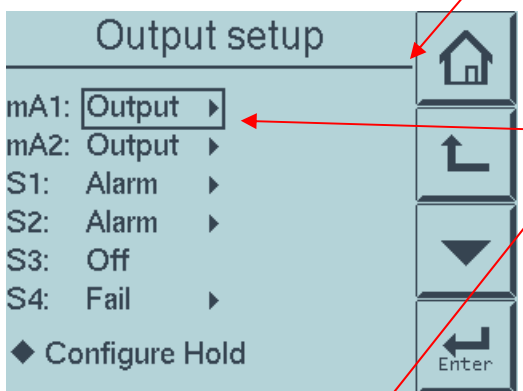 Output setup
mA1: Output ▸
mA2: Output ▸
S1: Alarm ▸
S2: Alarm ▸
S3: Off
S4: Fail ▸
◆ Configure Hold
Enter